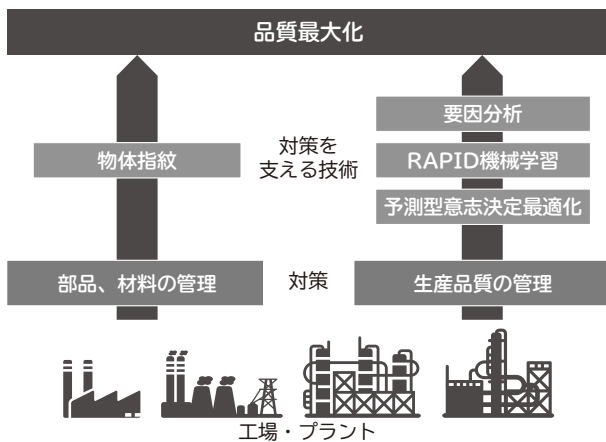 品質最大化
要因分析
物体指紋
対策を
支える技術
RAPID機械学習
予測型意志決定最適化
部品、材料の管理
対策
生産品質の管理
工場・プラント